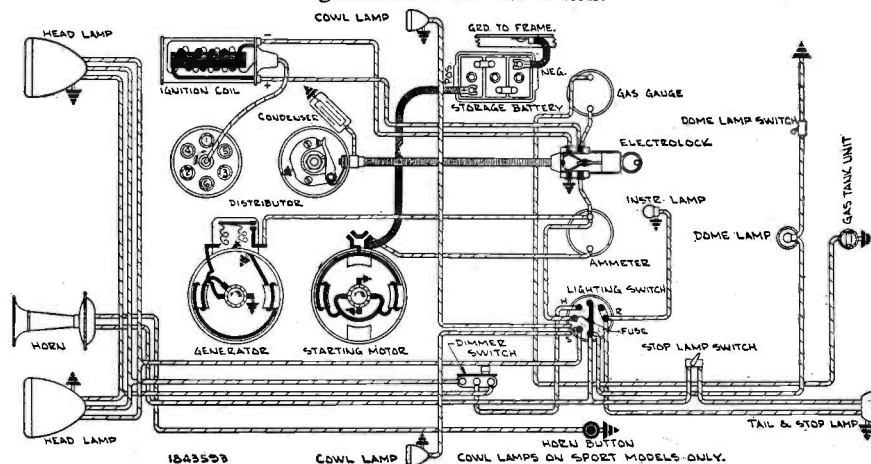 COWL LAMP
GRD. TO FRAME.
HEAD LAMP
POS.
NEG.
IGNITION COIL
STORAGE BATTERY
GAS GAUGE
CONDENSER
DOME LAMP SWITCH
ELECTROLOCK
GAS TANK UNIT
DISTRIBUTOR
INSTR. LAMP
DOME LAMP
AMMETER
LIGHTING SWITCH
H
R
FUSE
HORN
GENERATOR
STARTING MOTOR
DIMMER
SWITCH
STOP LAMP SWITCH
TAIL & STOP LAMP
HEAD LAMP
HORN BUTTON
1843593
COWL LAMP
COWL LAMPS ON SPORT MODELS ONLY.